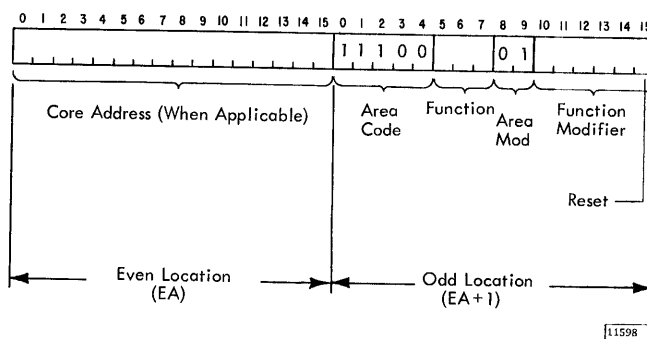 0 1 2 3 4 5 6 7 8 9 10 11 12 13 14 15 0 1 2 3 4 5 6 7 8 9 10 11 12 13 14 15
1 1 1 0 0 0 1
Core Address (When Applicable)
Area
Code
Function
Area
Mod
Function
Modifier
Reset
Even Location
(EA)
Odd Location
(EA+1)
11598